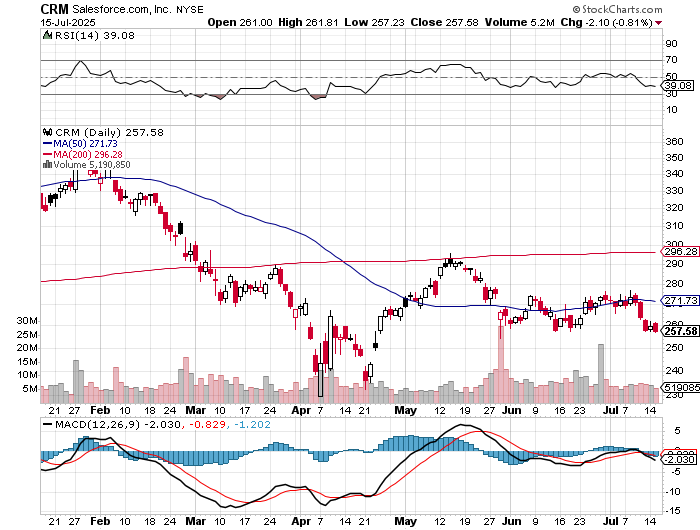 CRM Salesforce.com, Inc. NYSE © StockCharts.com
15-Jul-2025 Open 261.00 High 261.81 Low 257.23 Close 257.58 Volume 5.2M Chg -2.10 (-0.81%)
RSI(14) 39.08
90
70
50
39.08
30
10
CRM (Daily) 257.58
MA(50) 271.73
MA(200) 296.28
Volume 5,190,850
360
350
340
330
320
310
300
296.28
290
280
271.73
260
257.58
250
240
230
30M
25M
20M
15M
10M
5M
519085
21 27 Feb 10 18 24 Mar 10 17 24 Apr 7 14 21 May 12 19 27 Jun 9 16 23 Jul 7 14
MACD(12,26,9) -2.030, -0.829, -1.202
5
-2.030
-5
-10
-15
21 27 Feb 10 18 24 Mar 10 17 24 Apr 7 14 21 May 12 19 27 Jun 9 16 23 Jul 7 14